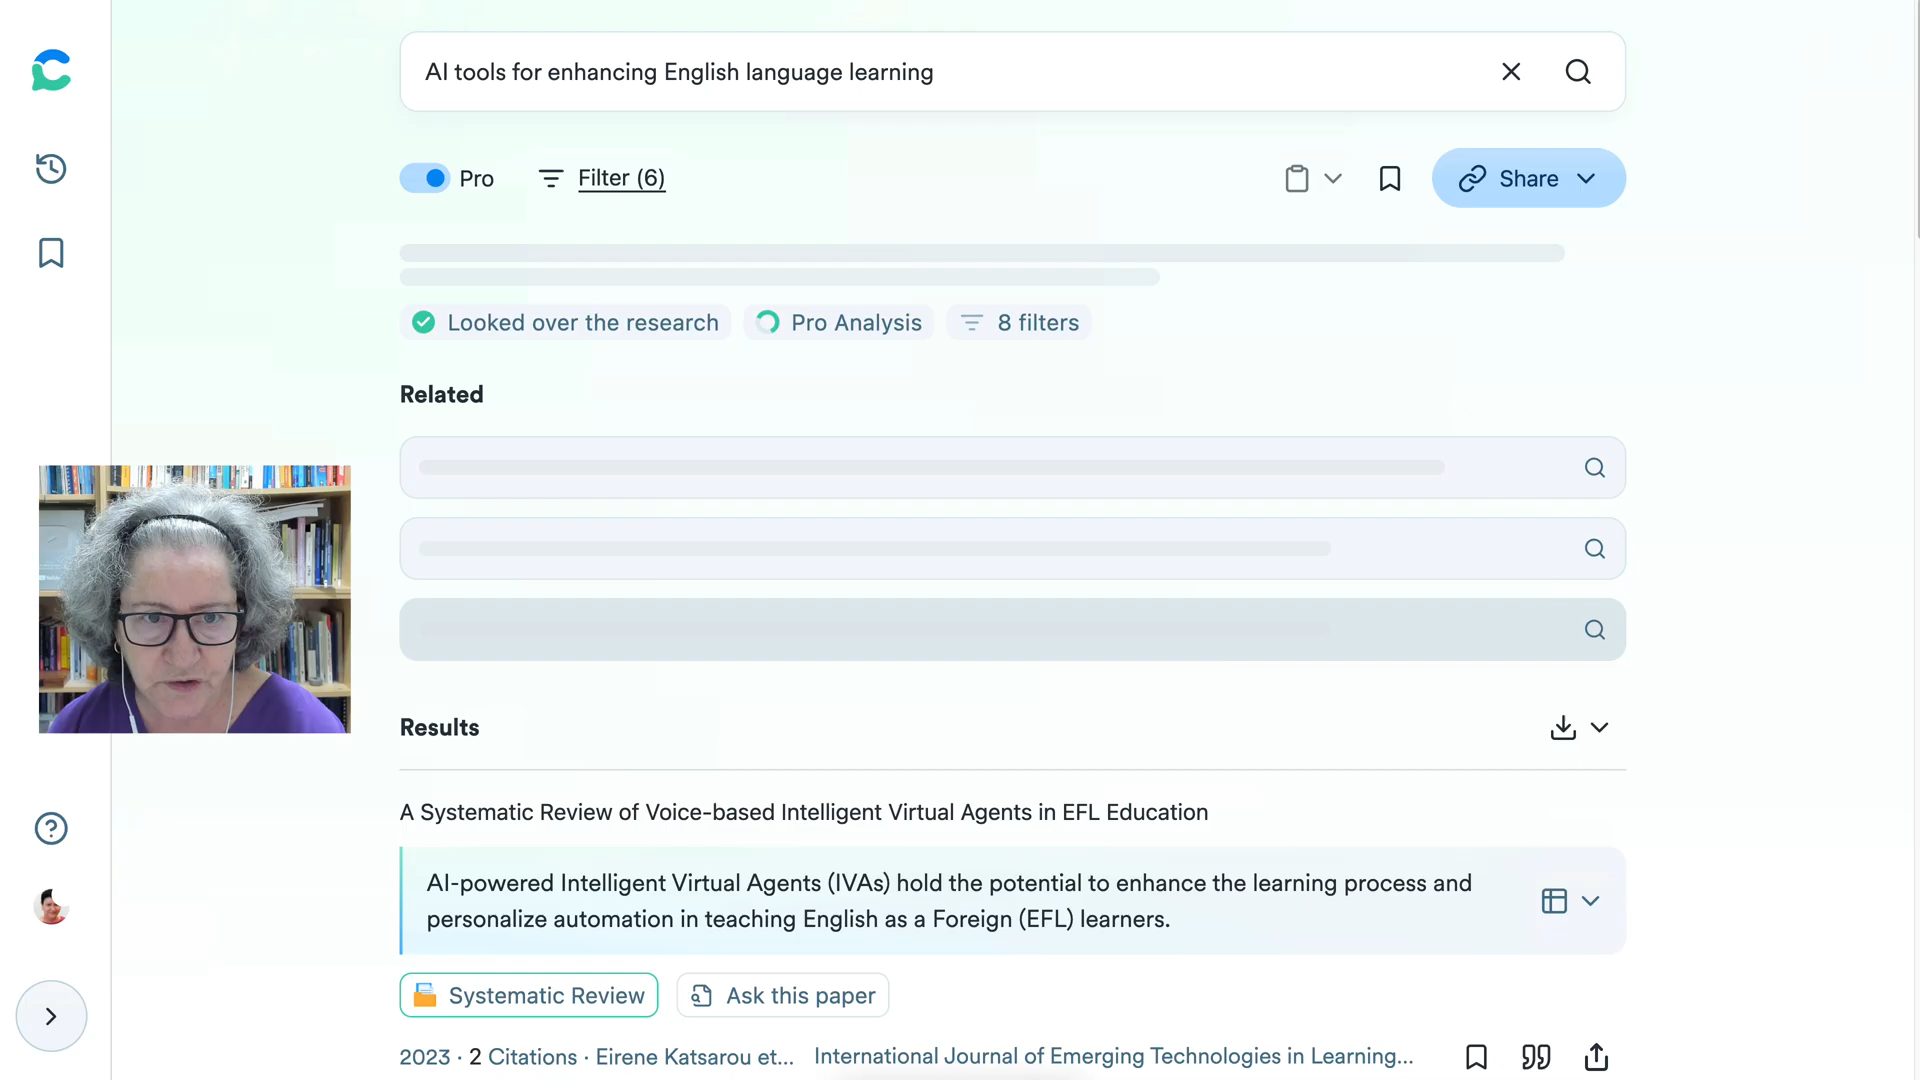 AI tools for enhancing English language learning
Pro
Filter (6)
Share
Looked over the research
Pro Analysis
8 filters
Related
Results
A Systematic Review of Voice-based Intelligent Virtual Agents in EFL Education
AI-powered Intelligent Virtual Agents (IVAs) hold the potential to enhance the learning process and
personalize automation in teaching English as a Foreign (EFL) learners.
Systematic Review
Ask this paper
2023 · 2 Citations · Eirene Katsarou et... International Journal of Emerging Technologies in Learning...